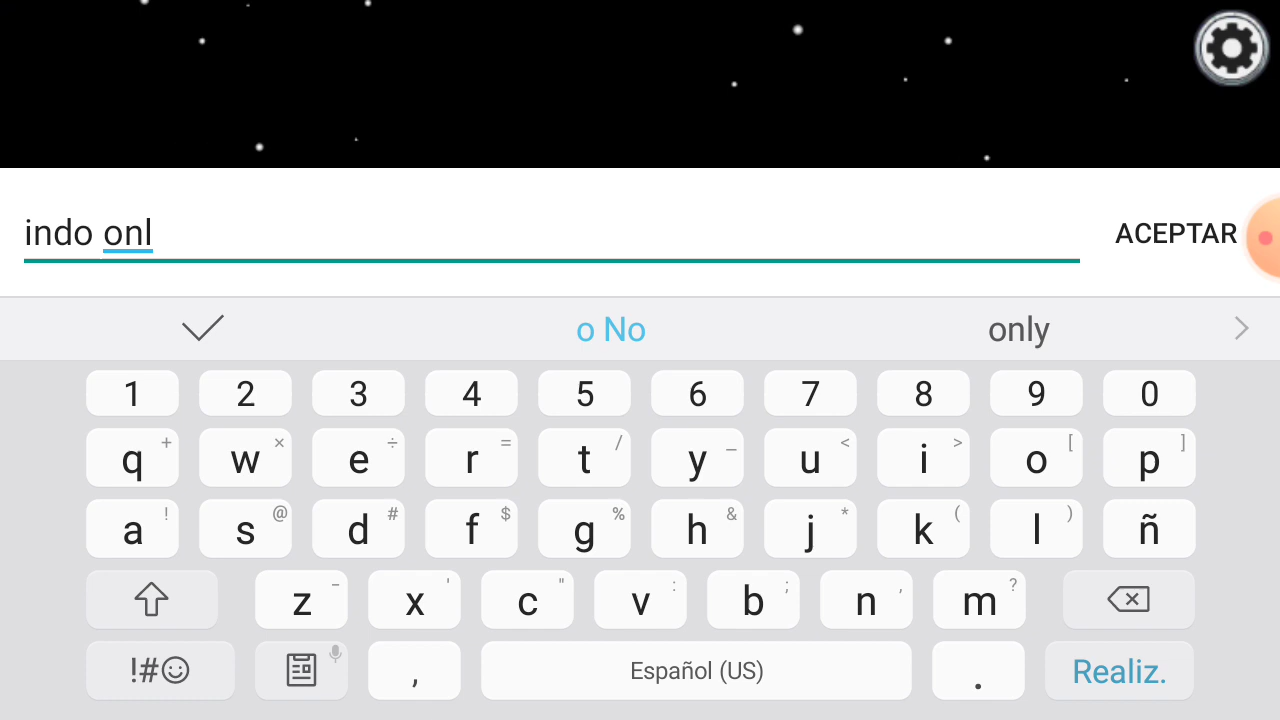 indo onl
ACEPTAR
o No only
1 2 3 4 5 6 7 8 9 0
q + w × e ÷ r = t / y _ u < i > o [ p ]
a ! s @ d # f $ g % h & j * k ( l ) ñ
z - x ' c " v : b ; n , m ?
!#☺ , Español (US) . Realiz.